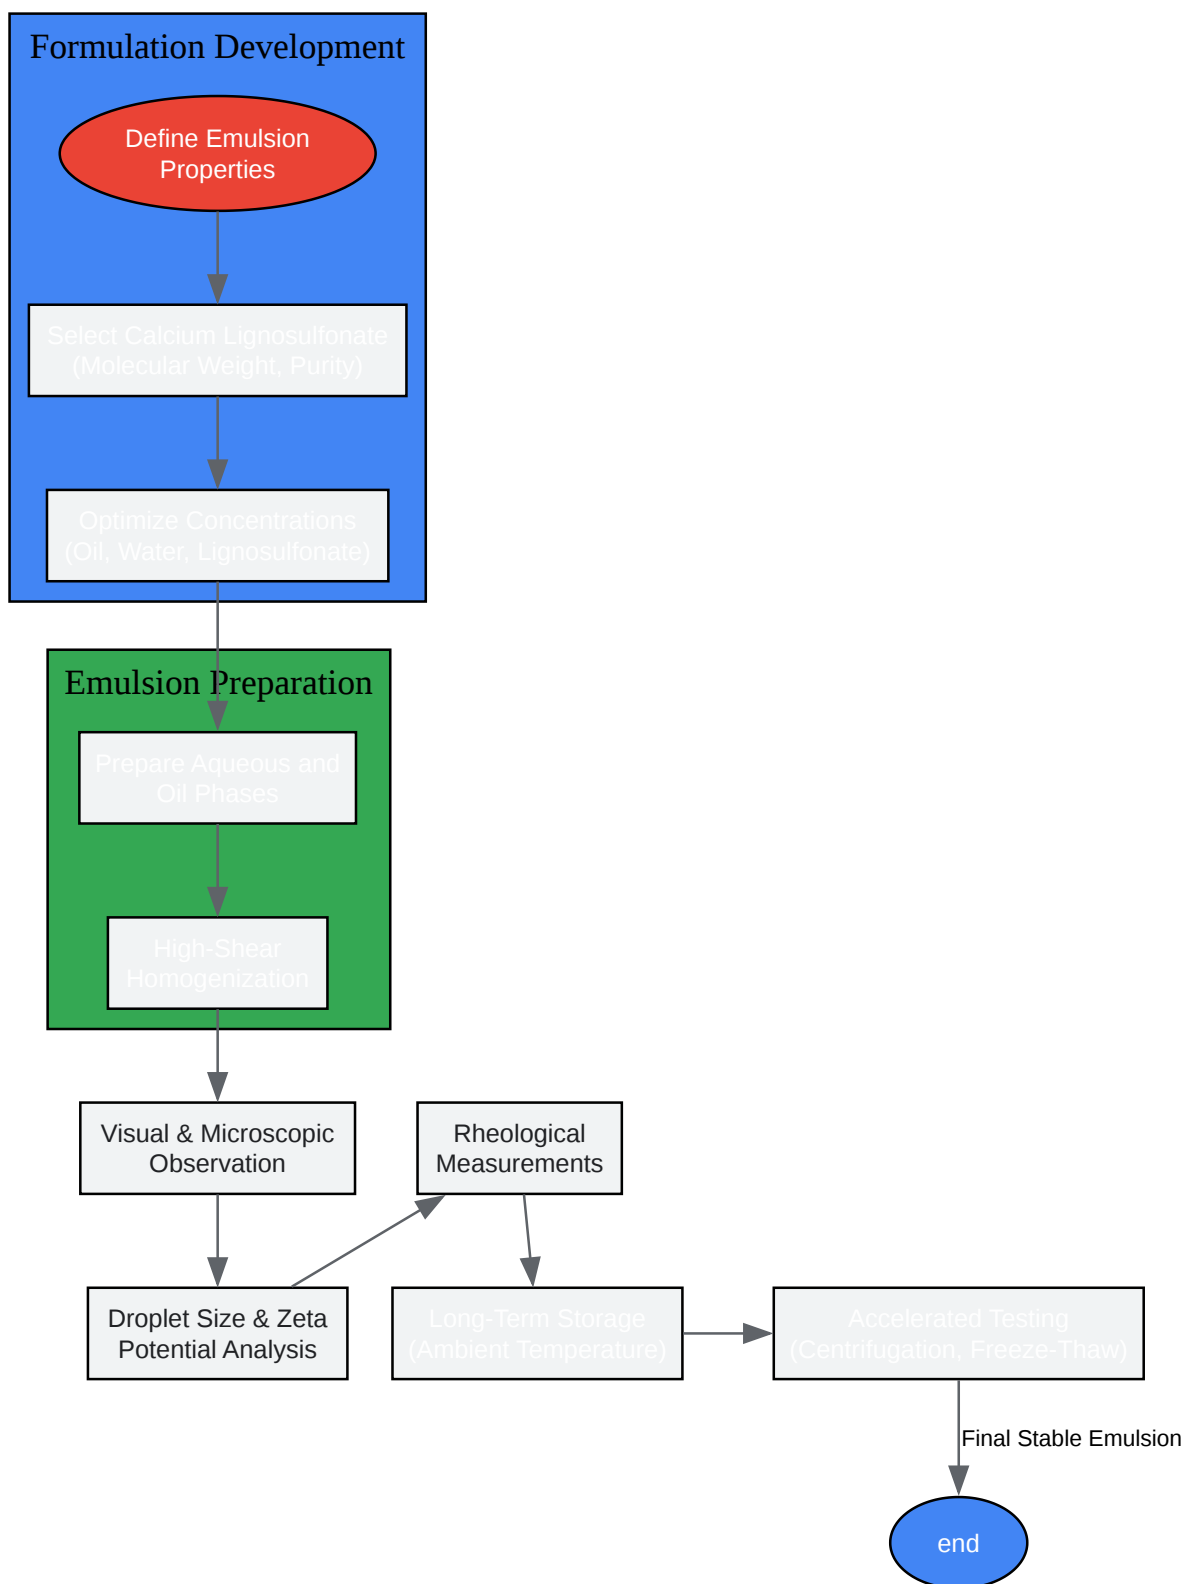 Formulation Development
Define Emulsion
Properties
Select Calcium Lignosulfonate
(Molecular Weight, Purity)
Optimize Concentrations
(Oil, Water, Lignosulfonate)
Emulsion Preparation
Prepare Aqueous and
Oil Phases
High-Shear
Homogenization
Visual & Microscopic
Observation
Droplet Size & Zeta
Potential Analysis
Rheological
Measurements
Long-Term Storage
(Ambient Temperature)
Accelerated Testing
(Centrifugation, Freeze-Thaw)
Final Stable Emulsion
end